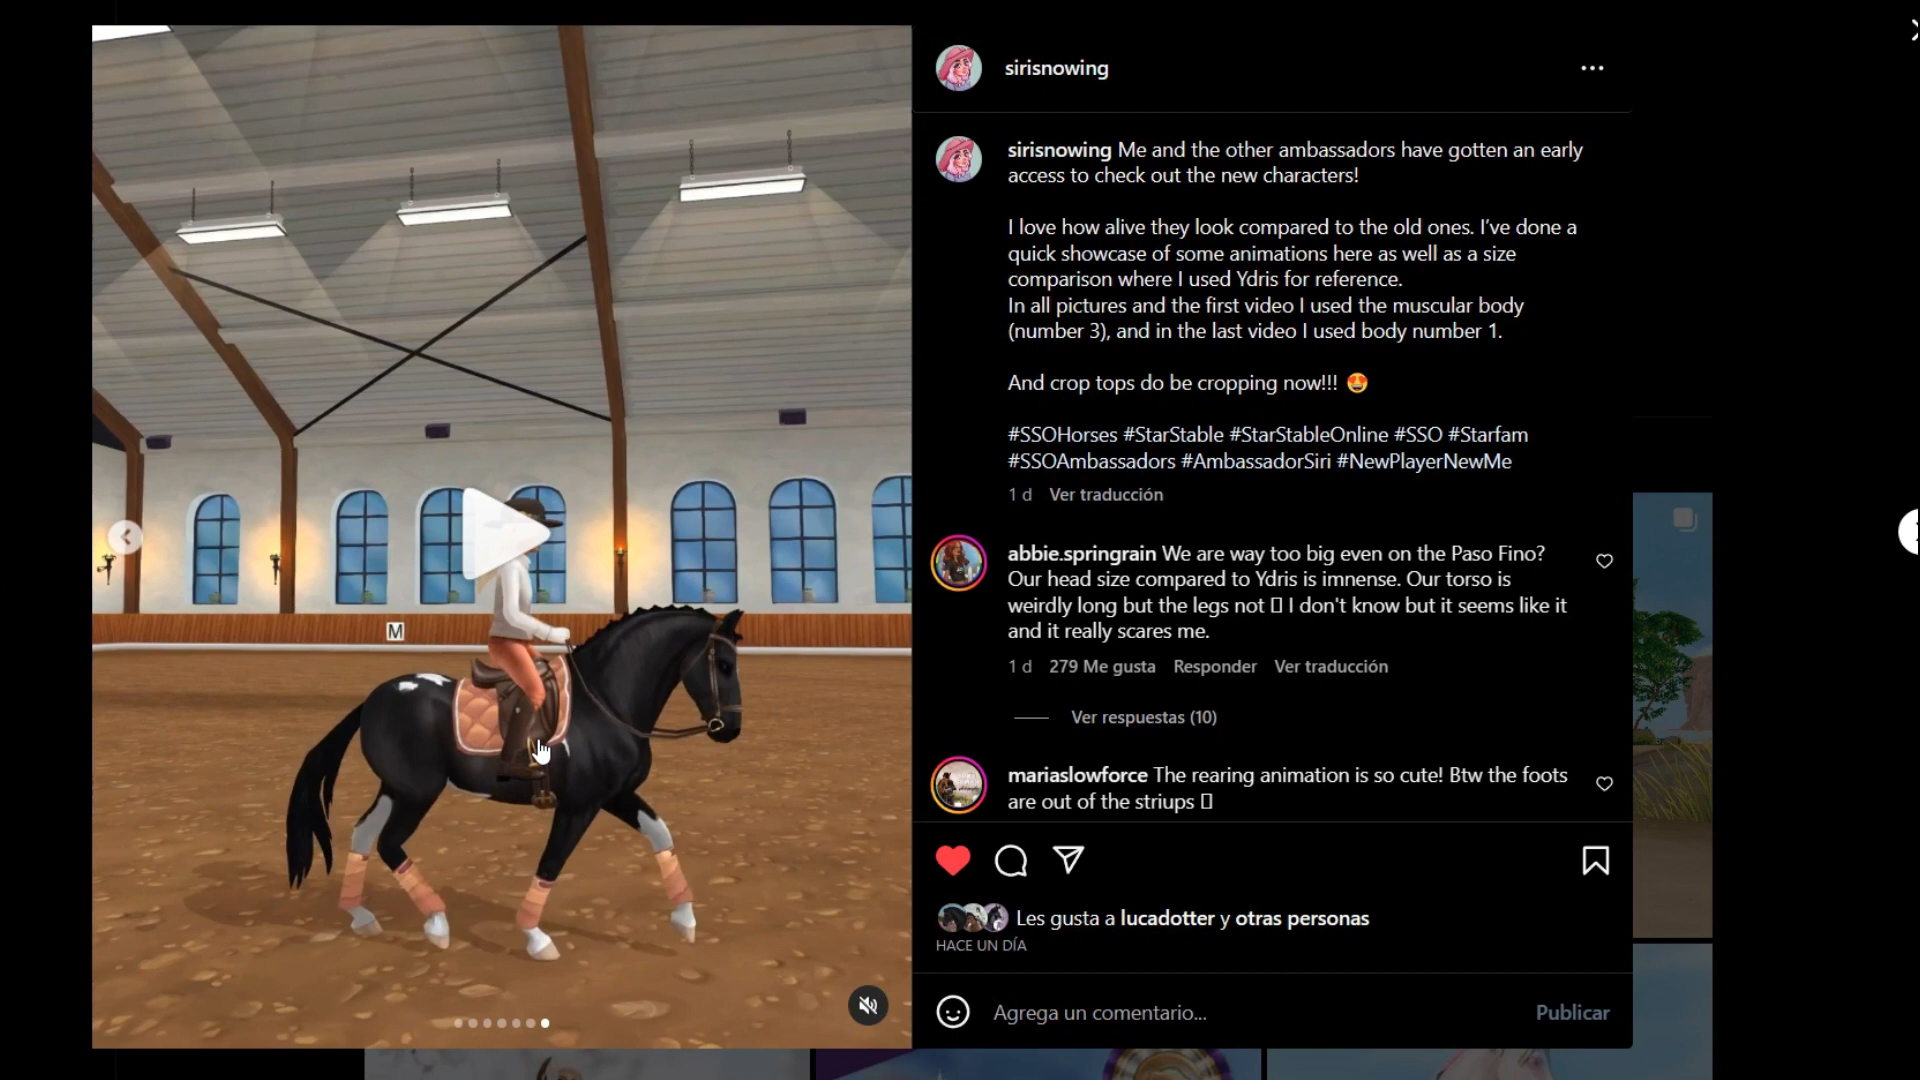 sirisnowing
sirisnowing Me and the other ambassadors have gotten an early
access to check out the new characters!
I love how alive they look compared to the old ones. I've done a
quick showcase of some animations here as well as a size
comparison where I used Ydris for reference.
In all pictures and the first video I used the muscular body
(number 3), and in the last video I used body number 1.
And crop tops do be cropping now!!! 😍
#SSOHorses #StarStable #StarStableOnline #SSO #Starfam
#SSOAmbassadors #AmbassadorSiri #NewPlayerNewMe
1 d Ver traducción
abbie.springrain We are way too big even on the Paso Fino?
Our head size compared to Ydris is imnense. Our torso is
weirdly long but the legs not I don't know but it seems like it
and it really scares me.
1 d 279 Me gusta Responder Ver traducción
Ver respuestas (10)
mariaslowforce The rearing animation is so cute! Btw the foots
are out of the striups
Les gusta a lucadotter y otras personas
HACE UN DÍA
Agrega un comentario... Publicar
M